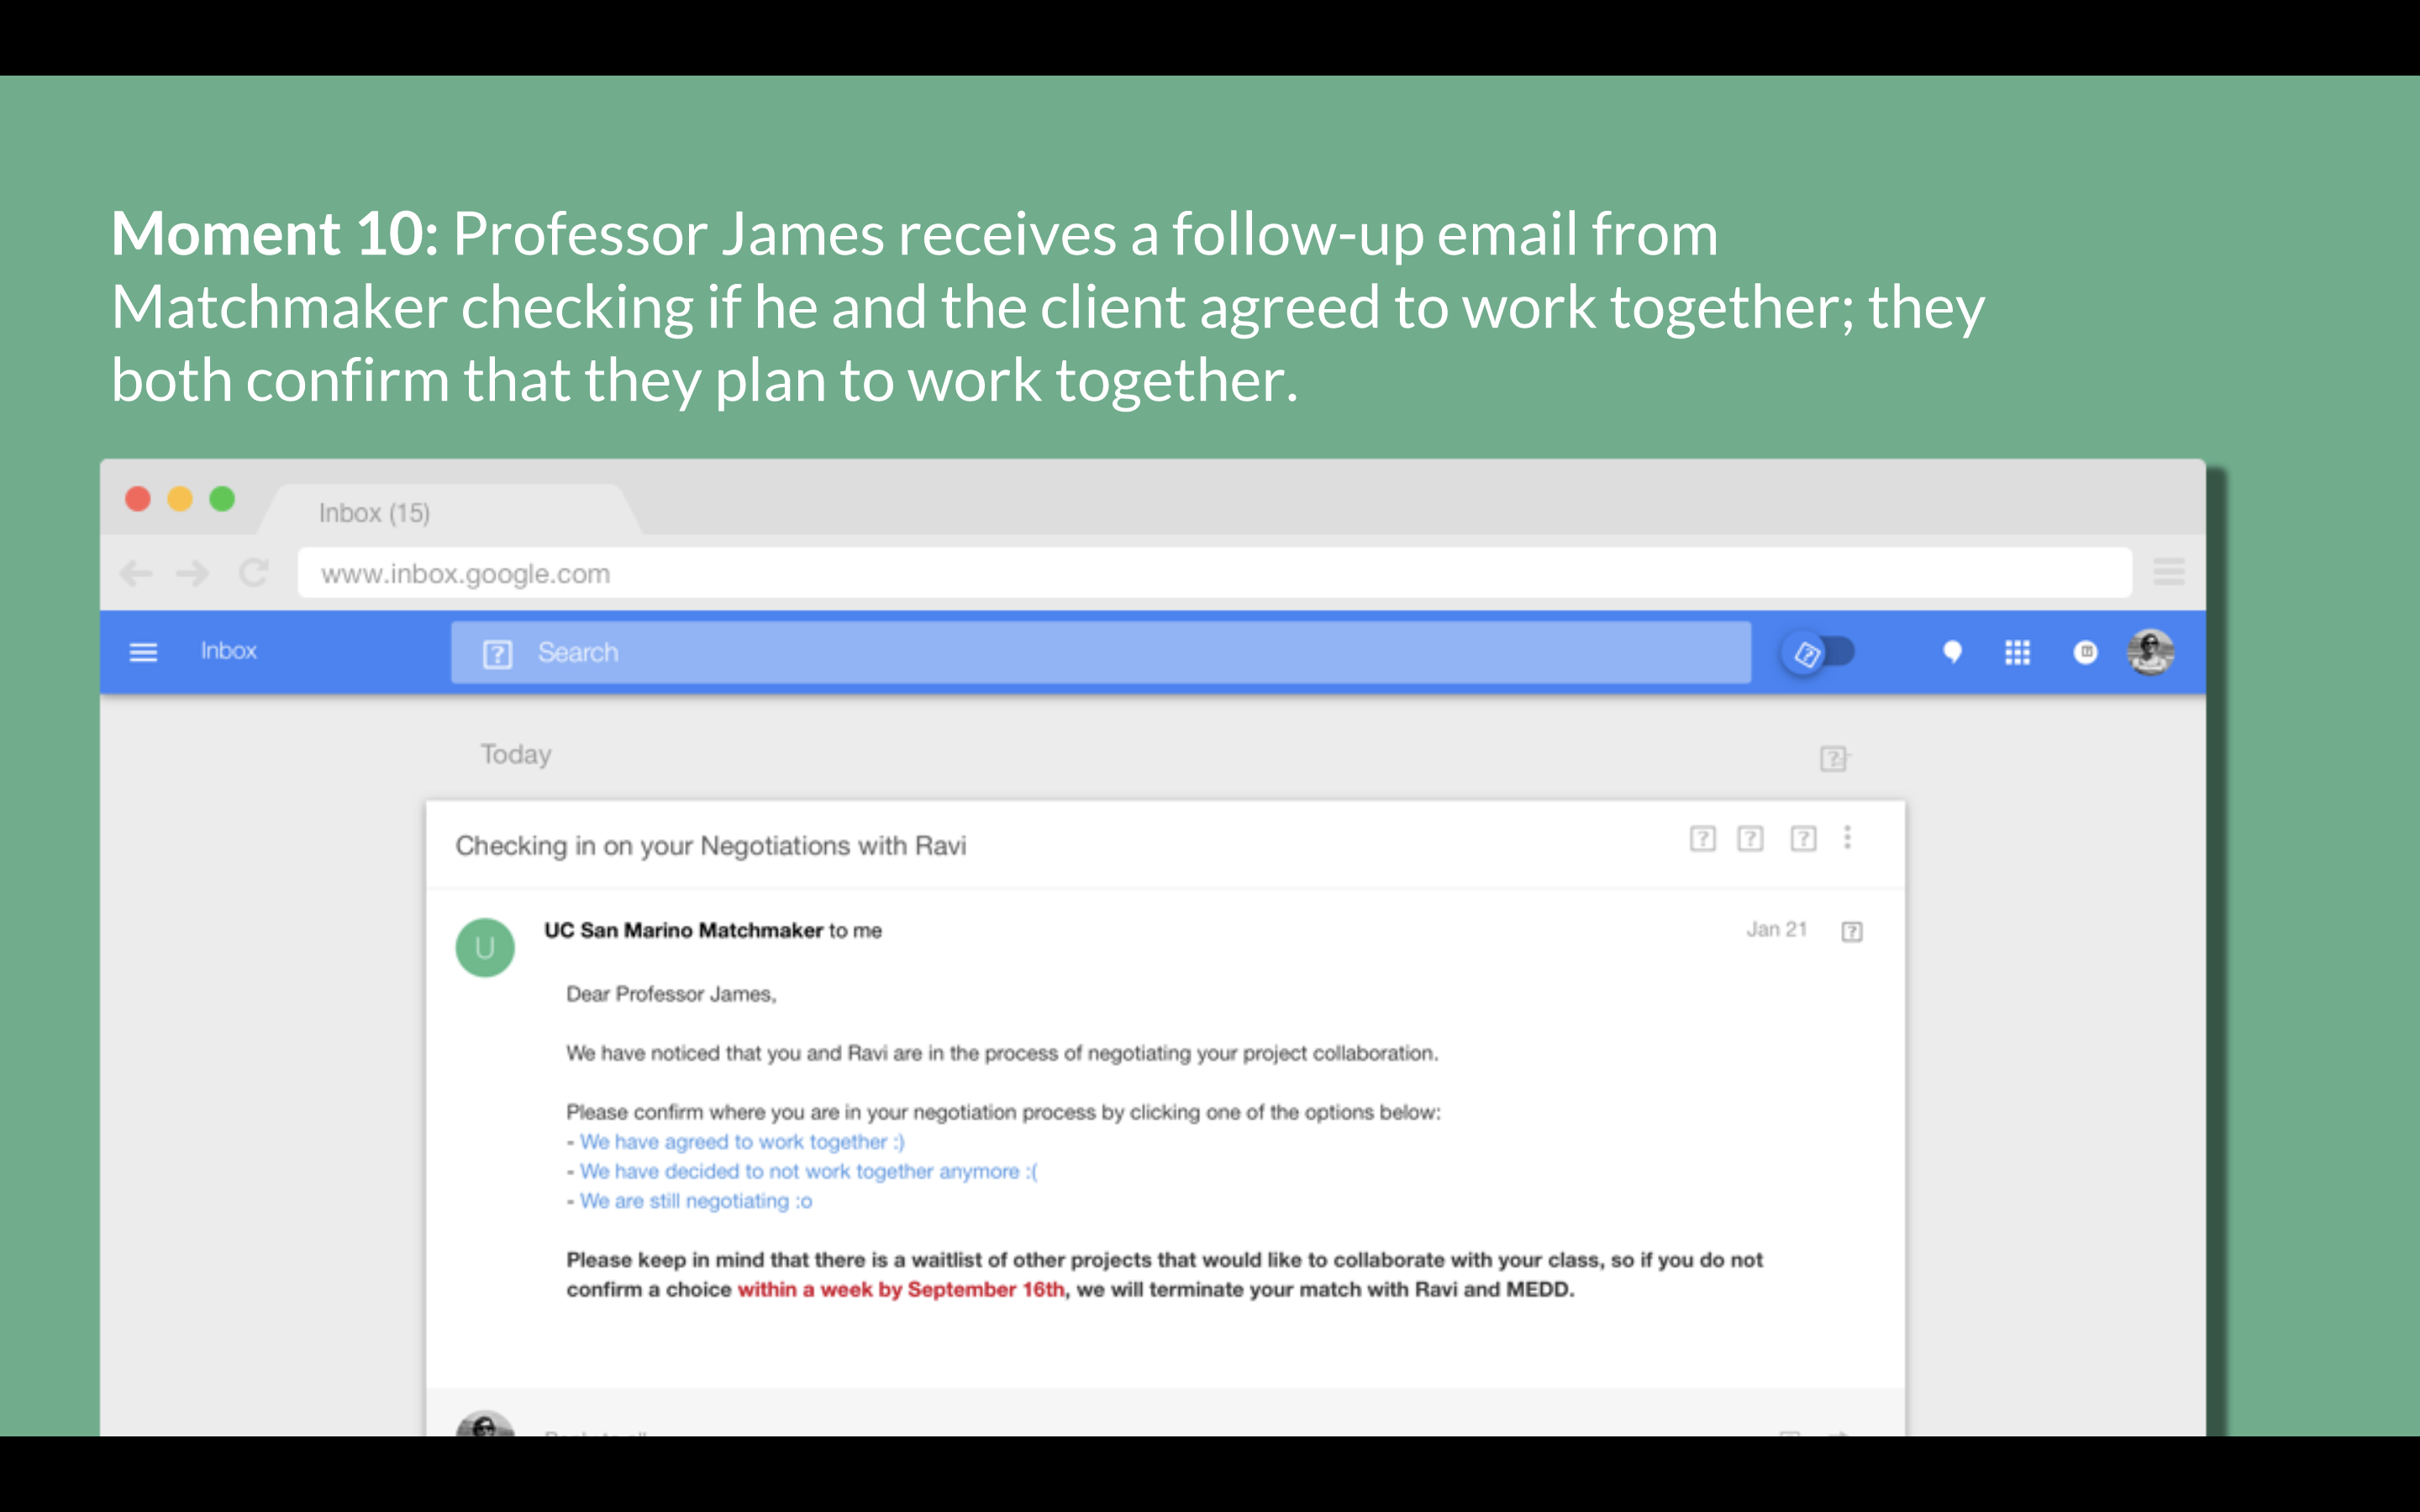 Moment 10: Professor James receives a follow-up email from
Matchmaker checking if he and the client agreed to work together; they
both confirm that they plan to work together.
Inbox (15)
www.inbox.google.com
Inbox
Search
Today
Checking in on your Negotiations with Ravi
U
UC San Marino Matchmaker to me
Jan 21
Dear Professor James,
We have noticed that you and Ravi are in the process of negotiating your project collaboration.
Please confirm where you are in your negotiation process by clicking one of the options below:
- We have agreed to work together :)
- We have decided to not work together anymore :(
- We are still negotiating :o
Please keep in mind that there is a waitlist of other projects that would like to collaborate with your class, so if you do not
confirm a choice within a week by September 16th, we will terminate your match with Ravi and MEDD.